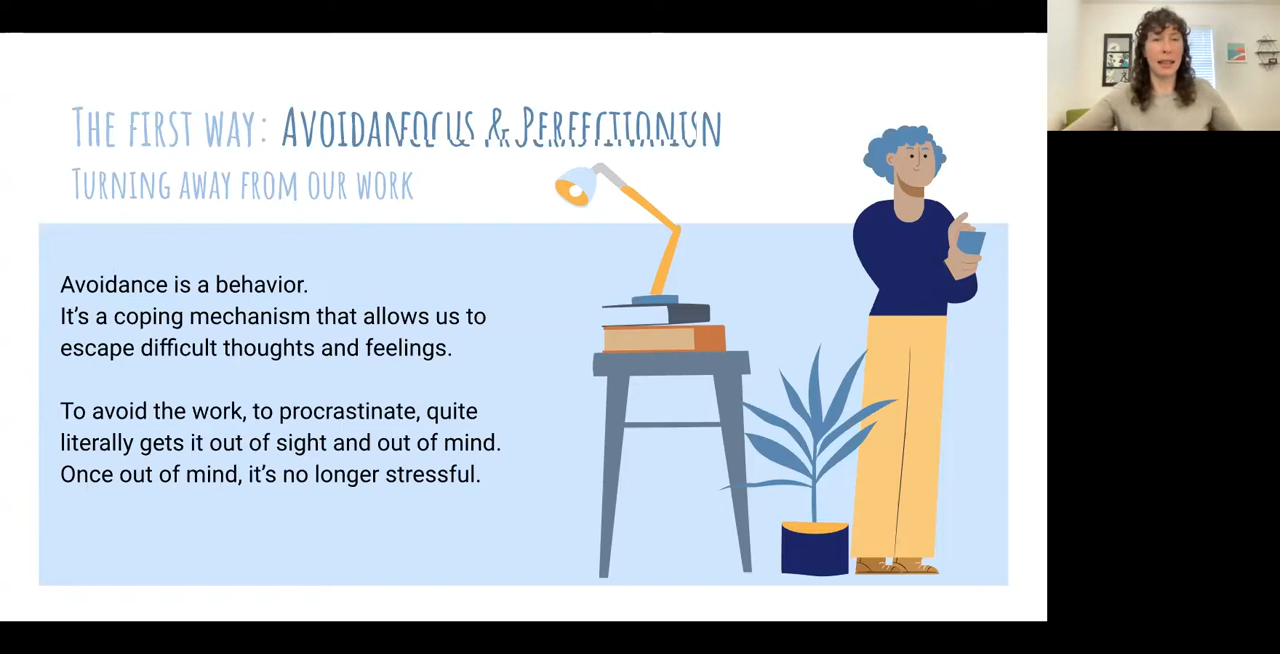 The first way: &
Turning away from our work
Avoidance is a behavior.
It’s a coping mechanism that allows us to
escape difficult thoughts and feelings.
To avoid the work, to procrastinate, quite
literally gets it out of sight and out of mind.
Once out of mind, it’s no longer stressful.